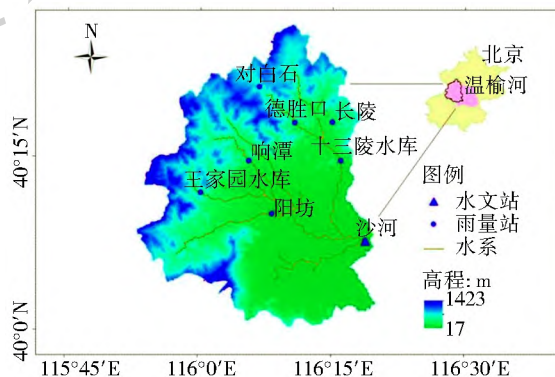 N
北京
温榆河
对白石
德胜口
长陵
响潭
十三陵水库
王家园水库
阳坊
沙河
图例
水文站
雨量站
水系
高程: m
1423
17
40°15′N
40°0′N
115°45′E
116°0′E
116°15′E
116°30′E